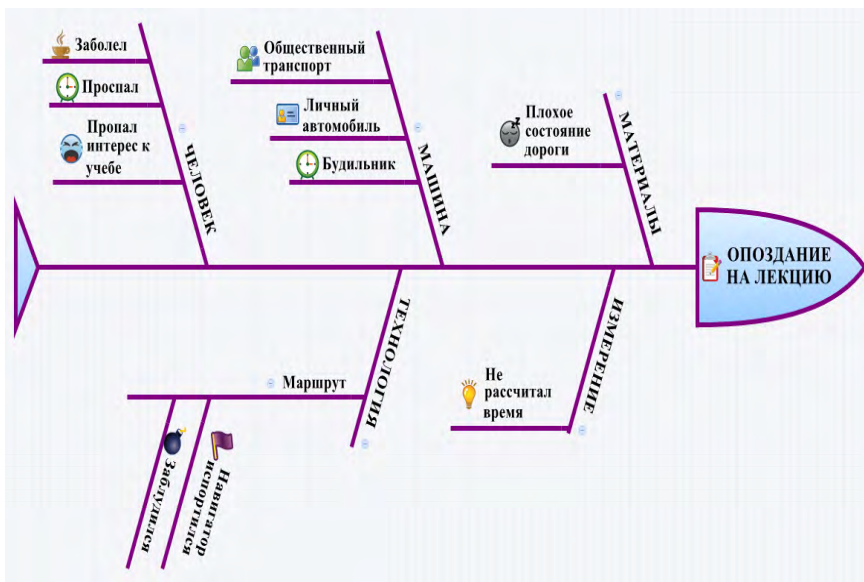 Заболел
Проспал
Пропал
интерес к
учебе
ЧЕЛОВЕК
Общественный
транспорт
Личный
автомобиль
Будильник
МАШИНА
Плохое
состояние
дороги
МАТЕРИАЛЫ
ОПОЗДАНИЕ
НА ЛЕКЦИЮ
Маршрут
Заблудился
Навигатор
испортился
ТЕХНОЛОГИЯ
Не
рассчитал
время
ИЗМЕРЕНИЕ